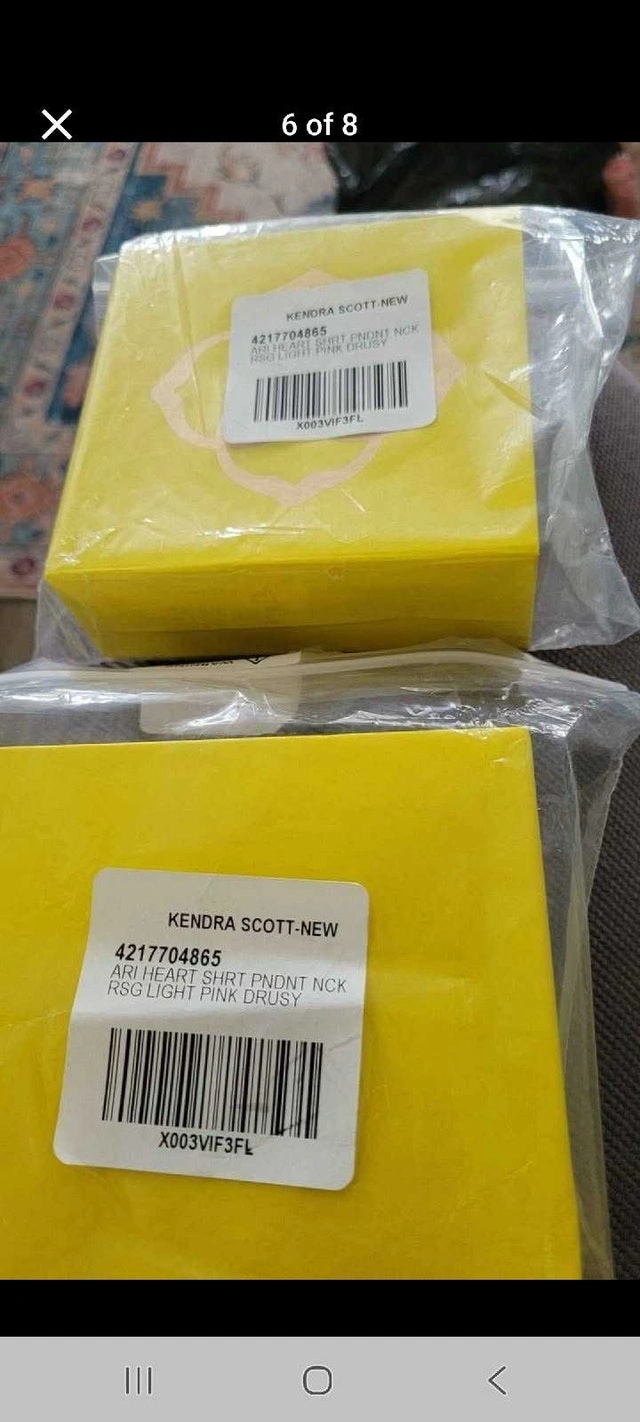 6 of 8
KENDRA SCOTT-NEW
4217704865
ARI HEART SHRT PNDNT NCK
RSG LIGHT PINK DRUSY
X003VIF3FL
KENDRA SCOTT-NEW
4217704865
ARI HEART SHRT PNDNT NCK
RSG LIGHT PINK DRUSY
X003VIF3FL